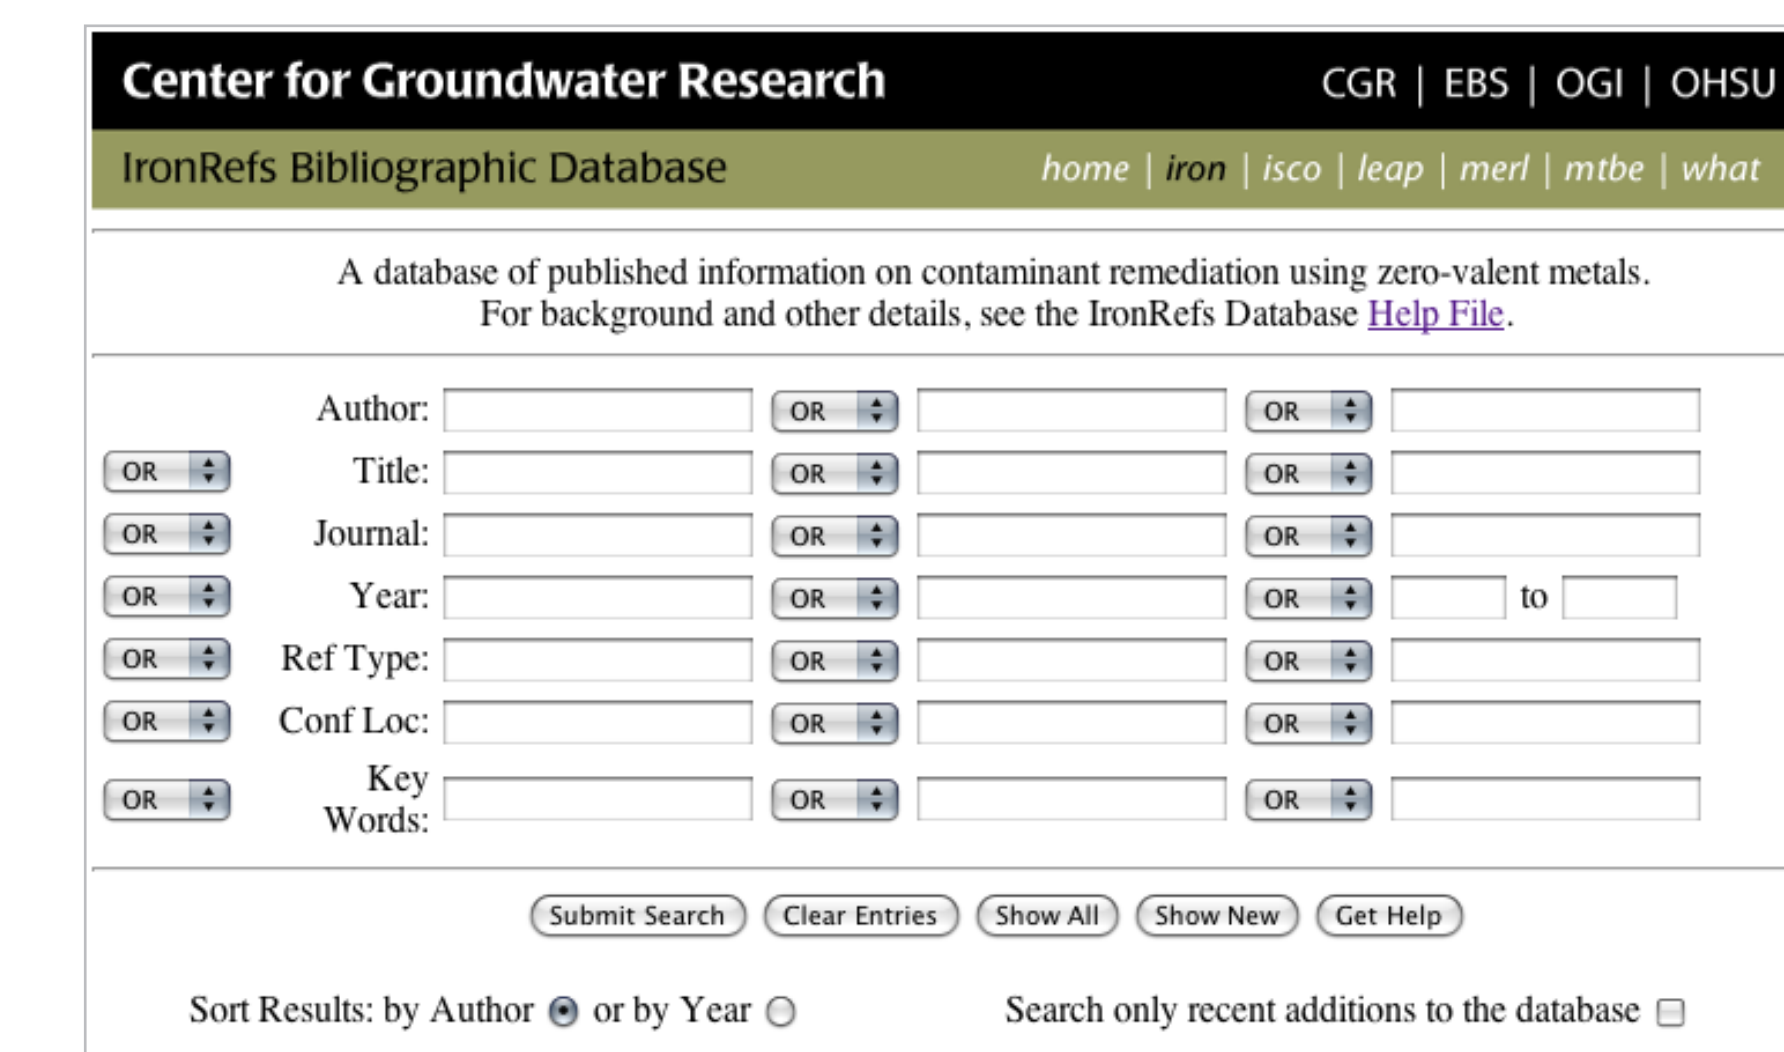 Center for Groundwater Research CGR | EBS | OGI | OHSU
IronRefs Bibliographic Database home | iron | isco | leap | merl | mtbe | what
A database of published information on contaminant remediation using zero-valent metals.
For background and other details, see the IronRefs Database Help File.
Author: OR OR
OR Title: OR OR
OR Journal: OR OR
OR Year: OR OR to
OR Ref Type: OR OR
OR Conf Loc: OR OR
OR Key Words: OR OR
Submit Search Clear Entries Show All Show New Get Help
Sort Results: by Author or by Year Search only recent additions to the database